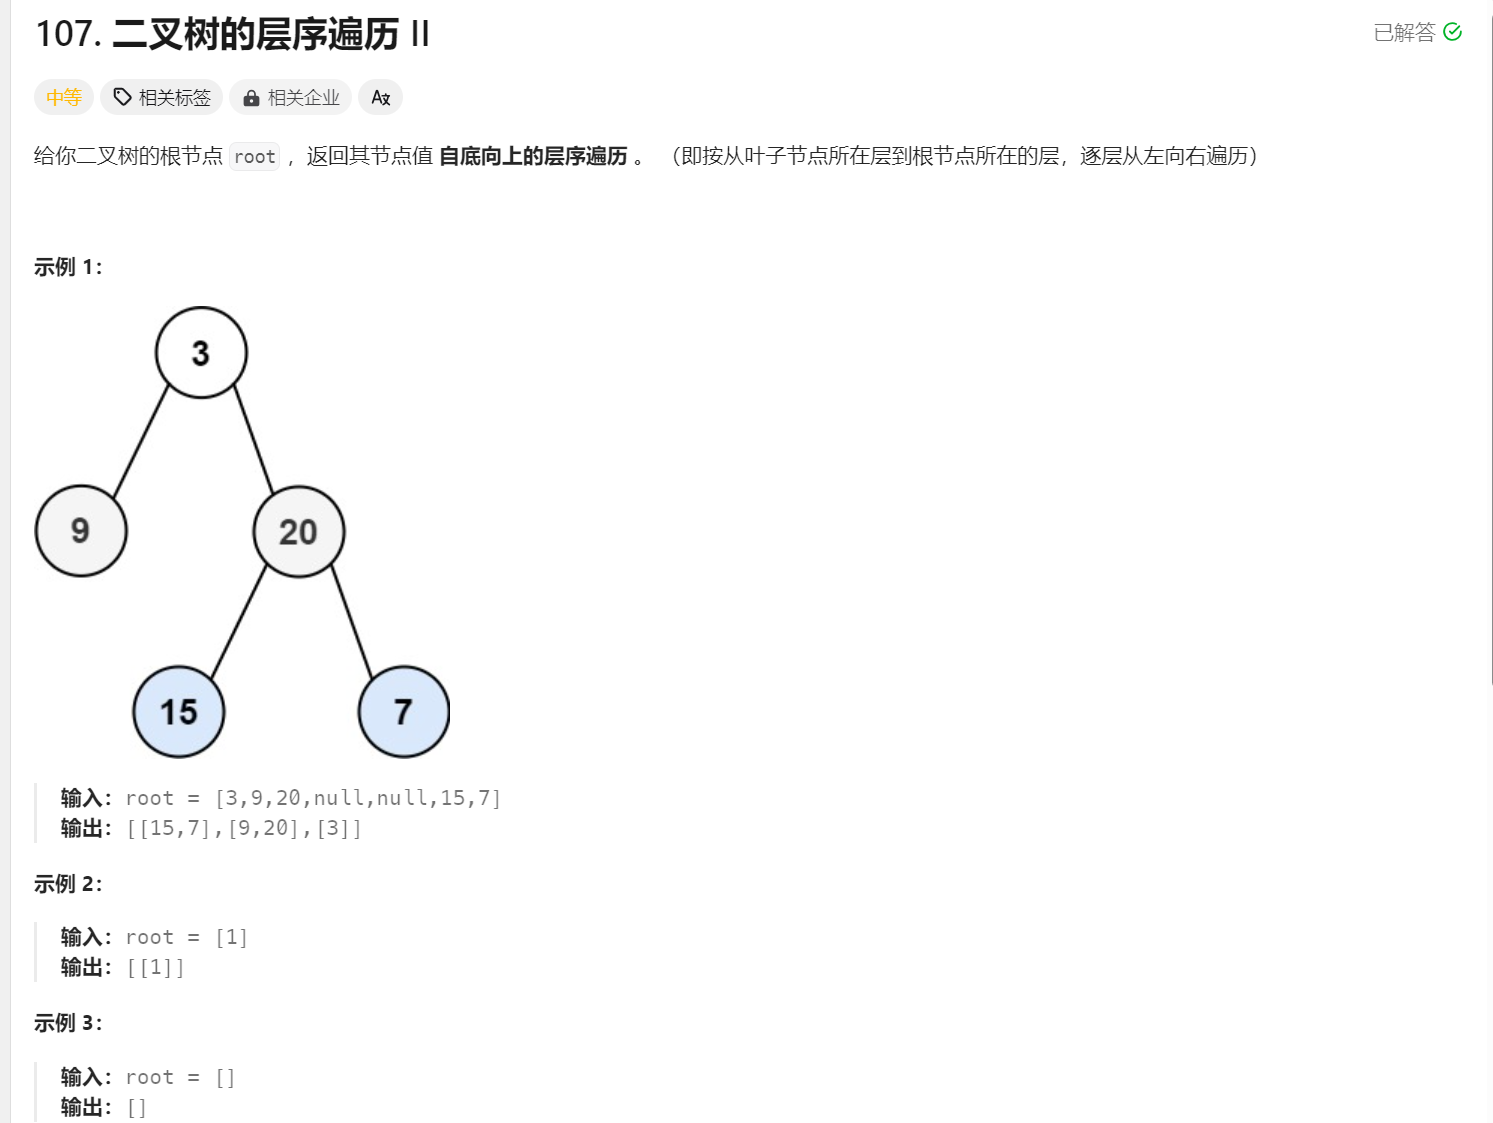 107. 二叉树的层序遍历 II
已解答
中等 相关标签 相关企业 A文
给你二叉树的根节点 root ，返回其节点值 自底向上的层序遍历 。 （即按从叶子节点所在层到根节点所在的层，逐层从左向右遍历）
示例 1：
3
9
20
15
7
输入：root = [3,9,20,null,null,15,7]
输出：[[15,7],[9,20],[3]]
示例 2：
输入：root = [1]
输出：[[1]]
示例 3：
输入：root = []
输出：[]